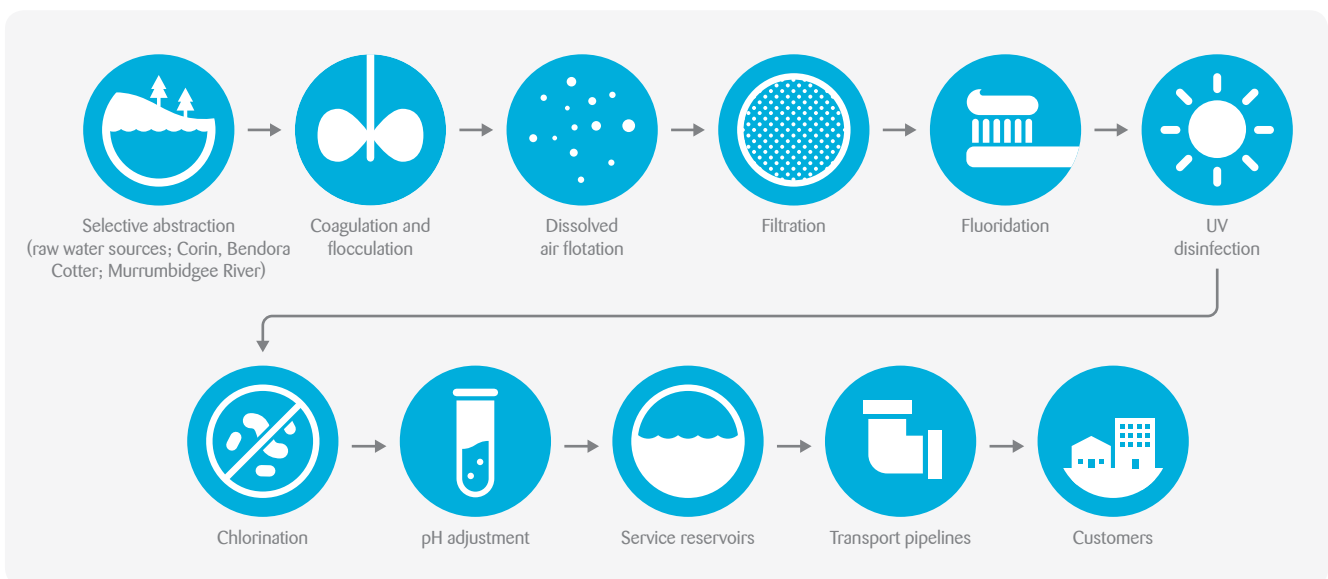 Selective abstraction
(raw water sources; Corin, Bendora
Cotter; Murrumbidgee River)
Coagulation and
flocculation
Dissolved
air flotation
Filtration
Fluoridation
UV
disinfection
Chlorination
pH adjustment
Service reservoirs
Transport pipelines
Customers